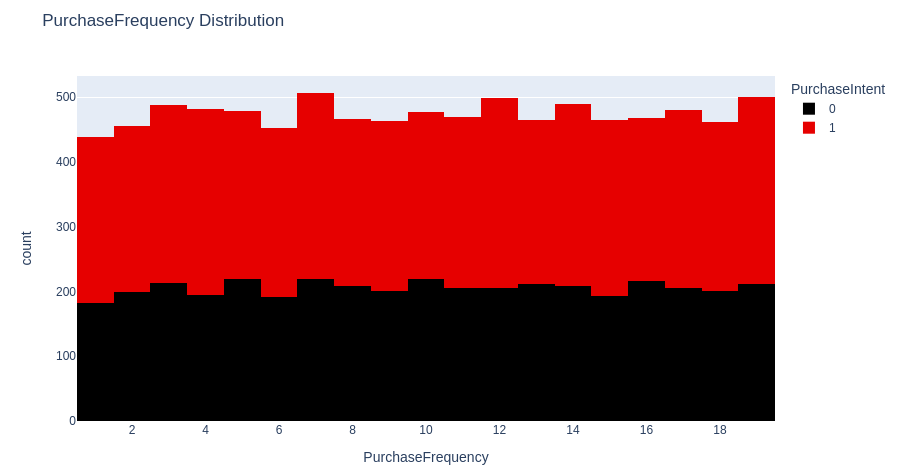 PurchaseFrequency Distribution
PurchaseIntent
0
1
500
400
300
200
100
0
count
2 4 6 8 10 12 14 16 18
PurchaseFrequency